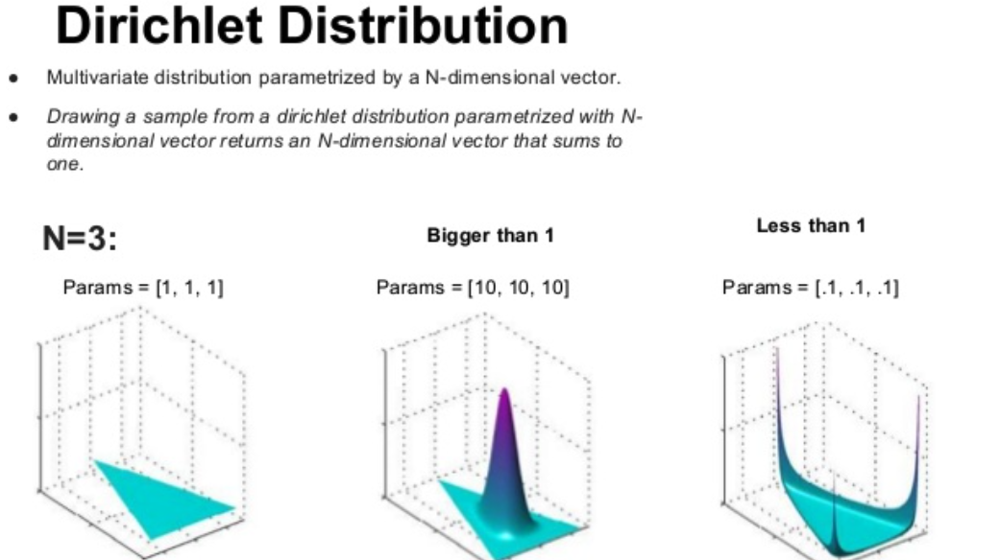 Dirichlet Distribution
● Multivariate distribution parametrized by a N-dimensional vector.
● Drawing a sample from a dirichlet distribution parametrized with N-
dimensional vector returns an N-dimensional vector that sums to
one.
N=3:
Bigger than 1
Less than 1
Params = [1, 1, 1]
Params = [10, 10, 10]
Params = [.1, .1, .1]